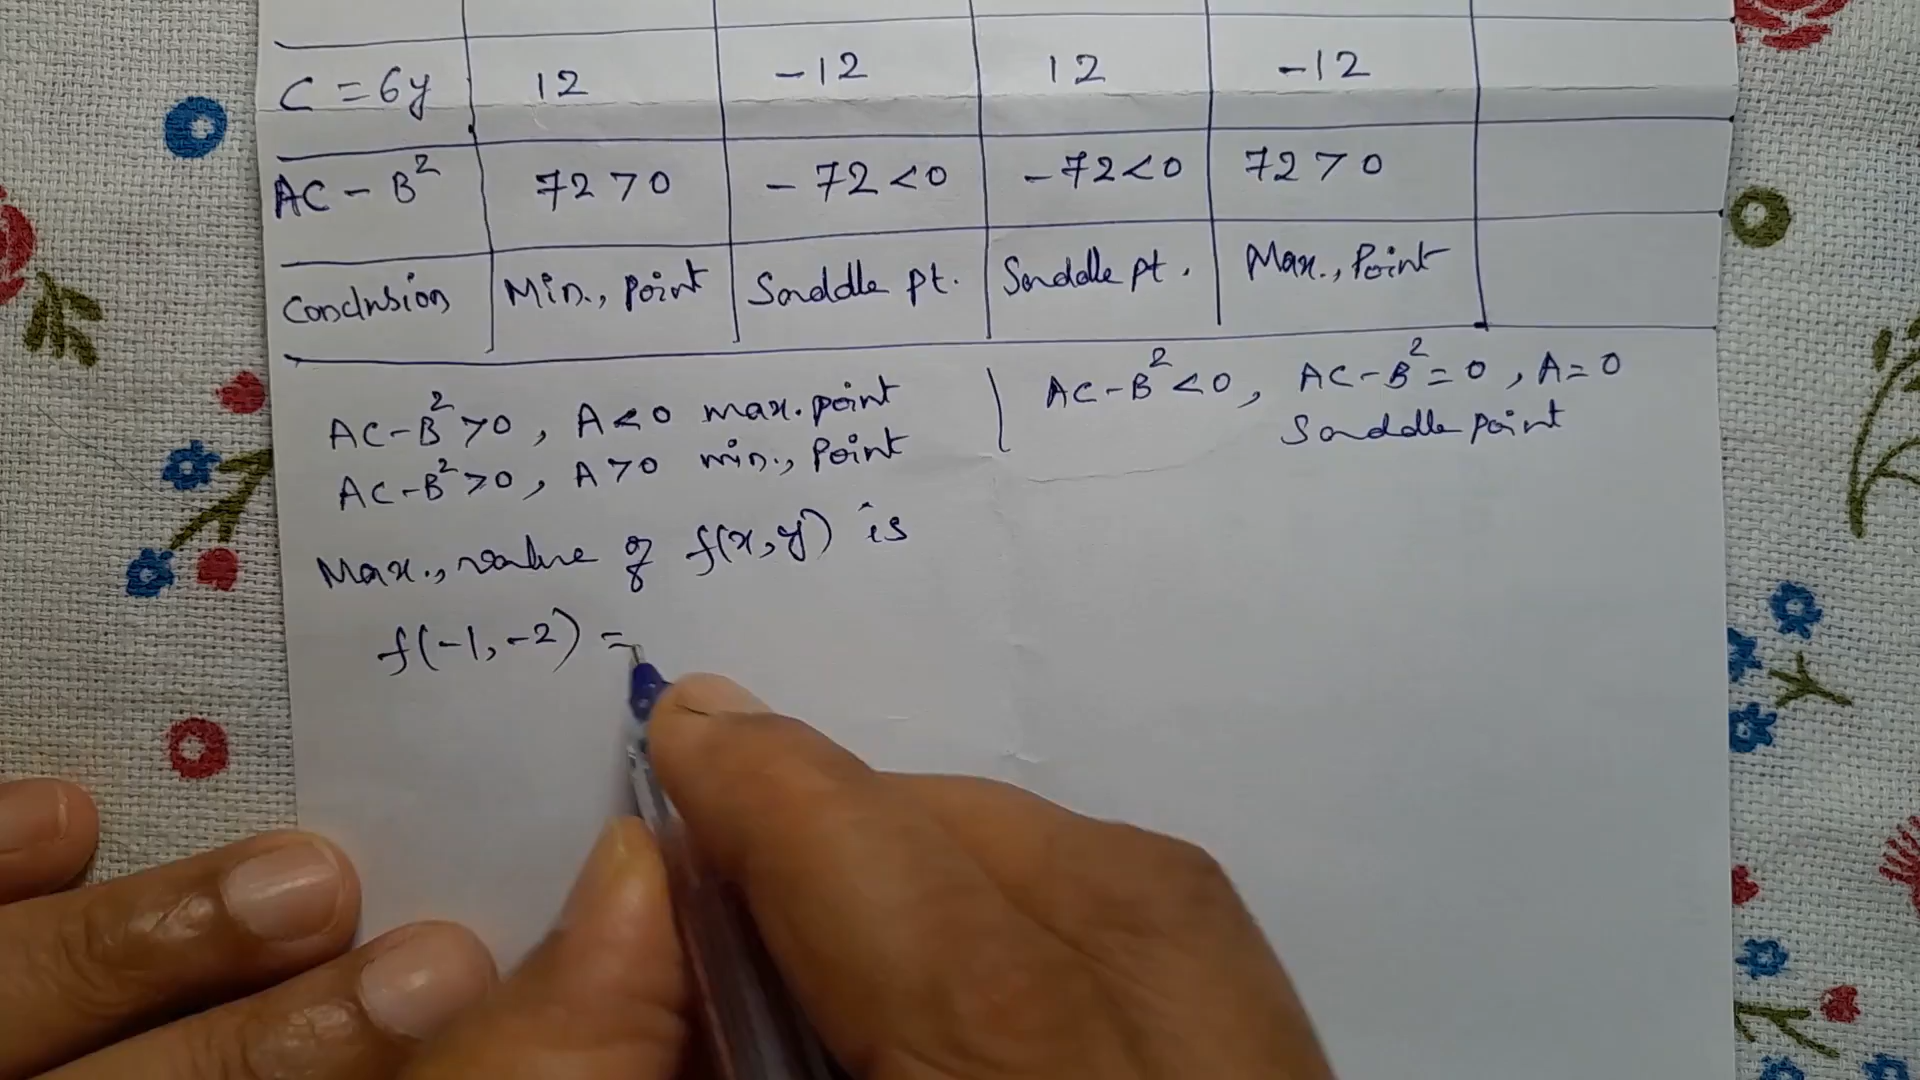 C = 6y 12 -12 12 -12
AC - B² 72 > 0 - 72 < 0 - 72 < 0 72 > 0
Conclusion Min., point Saddle pt. Saddle pt. Max., Point
AC - B² > 0, A < 0 max. point
AC - B² > 0, A > 0 min., Point
AC - B² < 0, AC - B² = 0, A = 0
Saddle point
Max., value of f(x, y) is
f(-1, -2) =